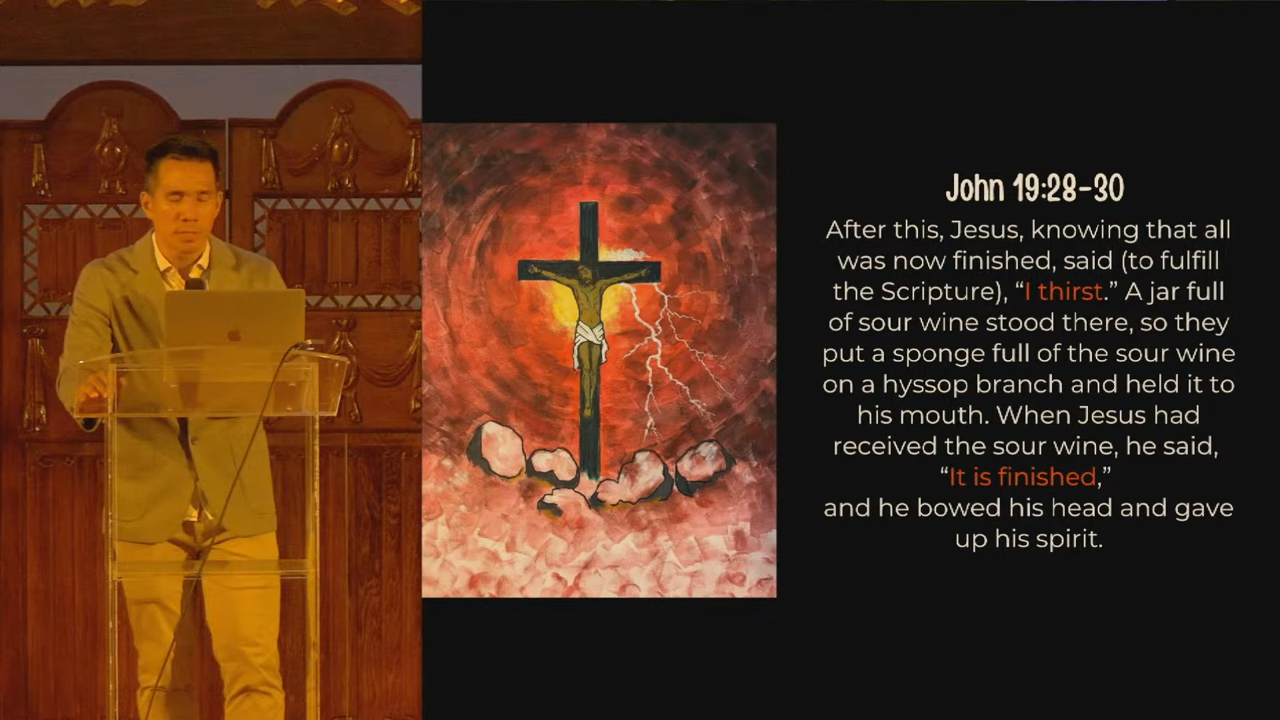 John 19:28-30
After this, Jesus, knowing that all
was now finished, said (to fulfill
the Scripture), “I thirst.” A jar full
of sour wine stood there, so they
put a sponge full of the sour wine
on a hyssop branch and held it to
his mouth. When Jesus had
received the sour wine, he said,
“It is finished,”
and he bowed his head and gave
up his spirit.